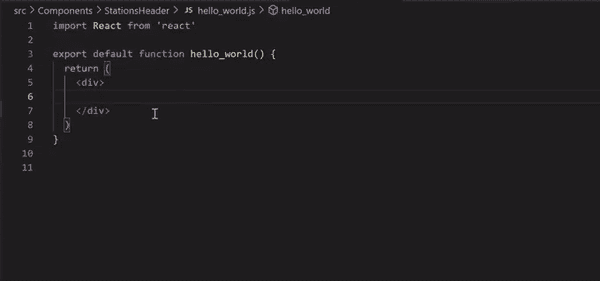 src > Components > StationsHeader > JS hello_world.js > hello_world
1 import React from 'react'
2
3 export default function hello_world() {
4 return (
5 <div>
6
7 </div>
8 )
9 }
10
11